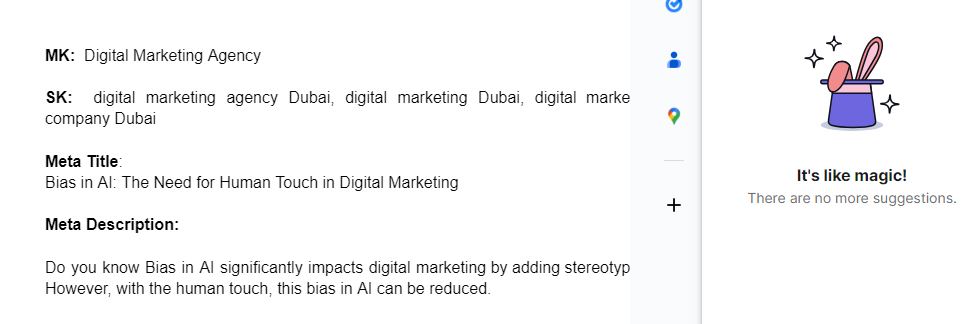 MK: Digital Marketing Agency
SK: digital marketing agency Dubai, digital marketing Dubai, digital marke
company Dubai
Meta Title:
Bias in AI: The Need for Human Touch in Digital Marketing
Meta Description:
Do you know Bias in AI significantly impacts digital marketing by adding stereotyp
However, with the human touch, this bias in AI can be reduced.
It's like magic!
There are no more suggestions.